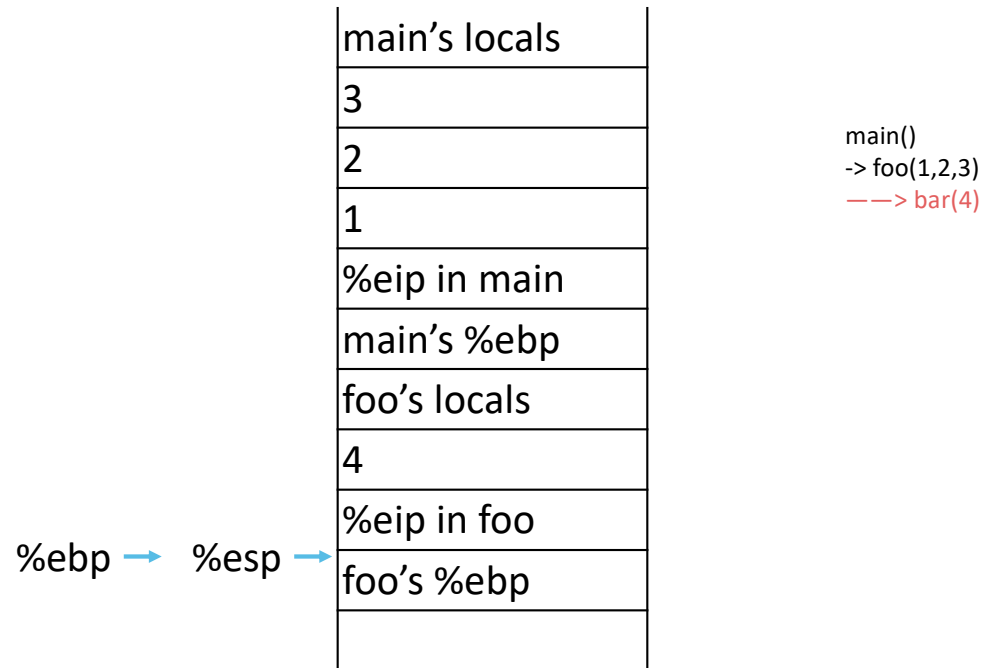 main’s locals
3
2
1
%eip in main
main’s %ebp
foo’s locals
4
%eip in foo
%ebp → %esp →
foo’s %ebp
main()
-> foo(1,2,3)
——> bar(4)